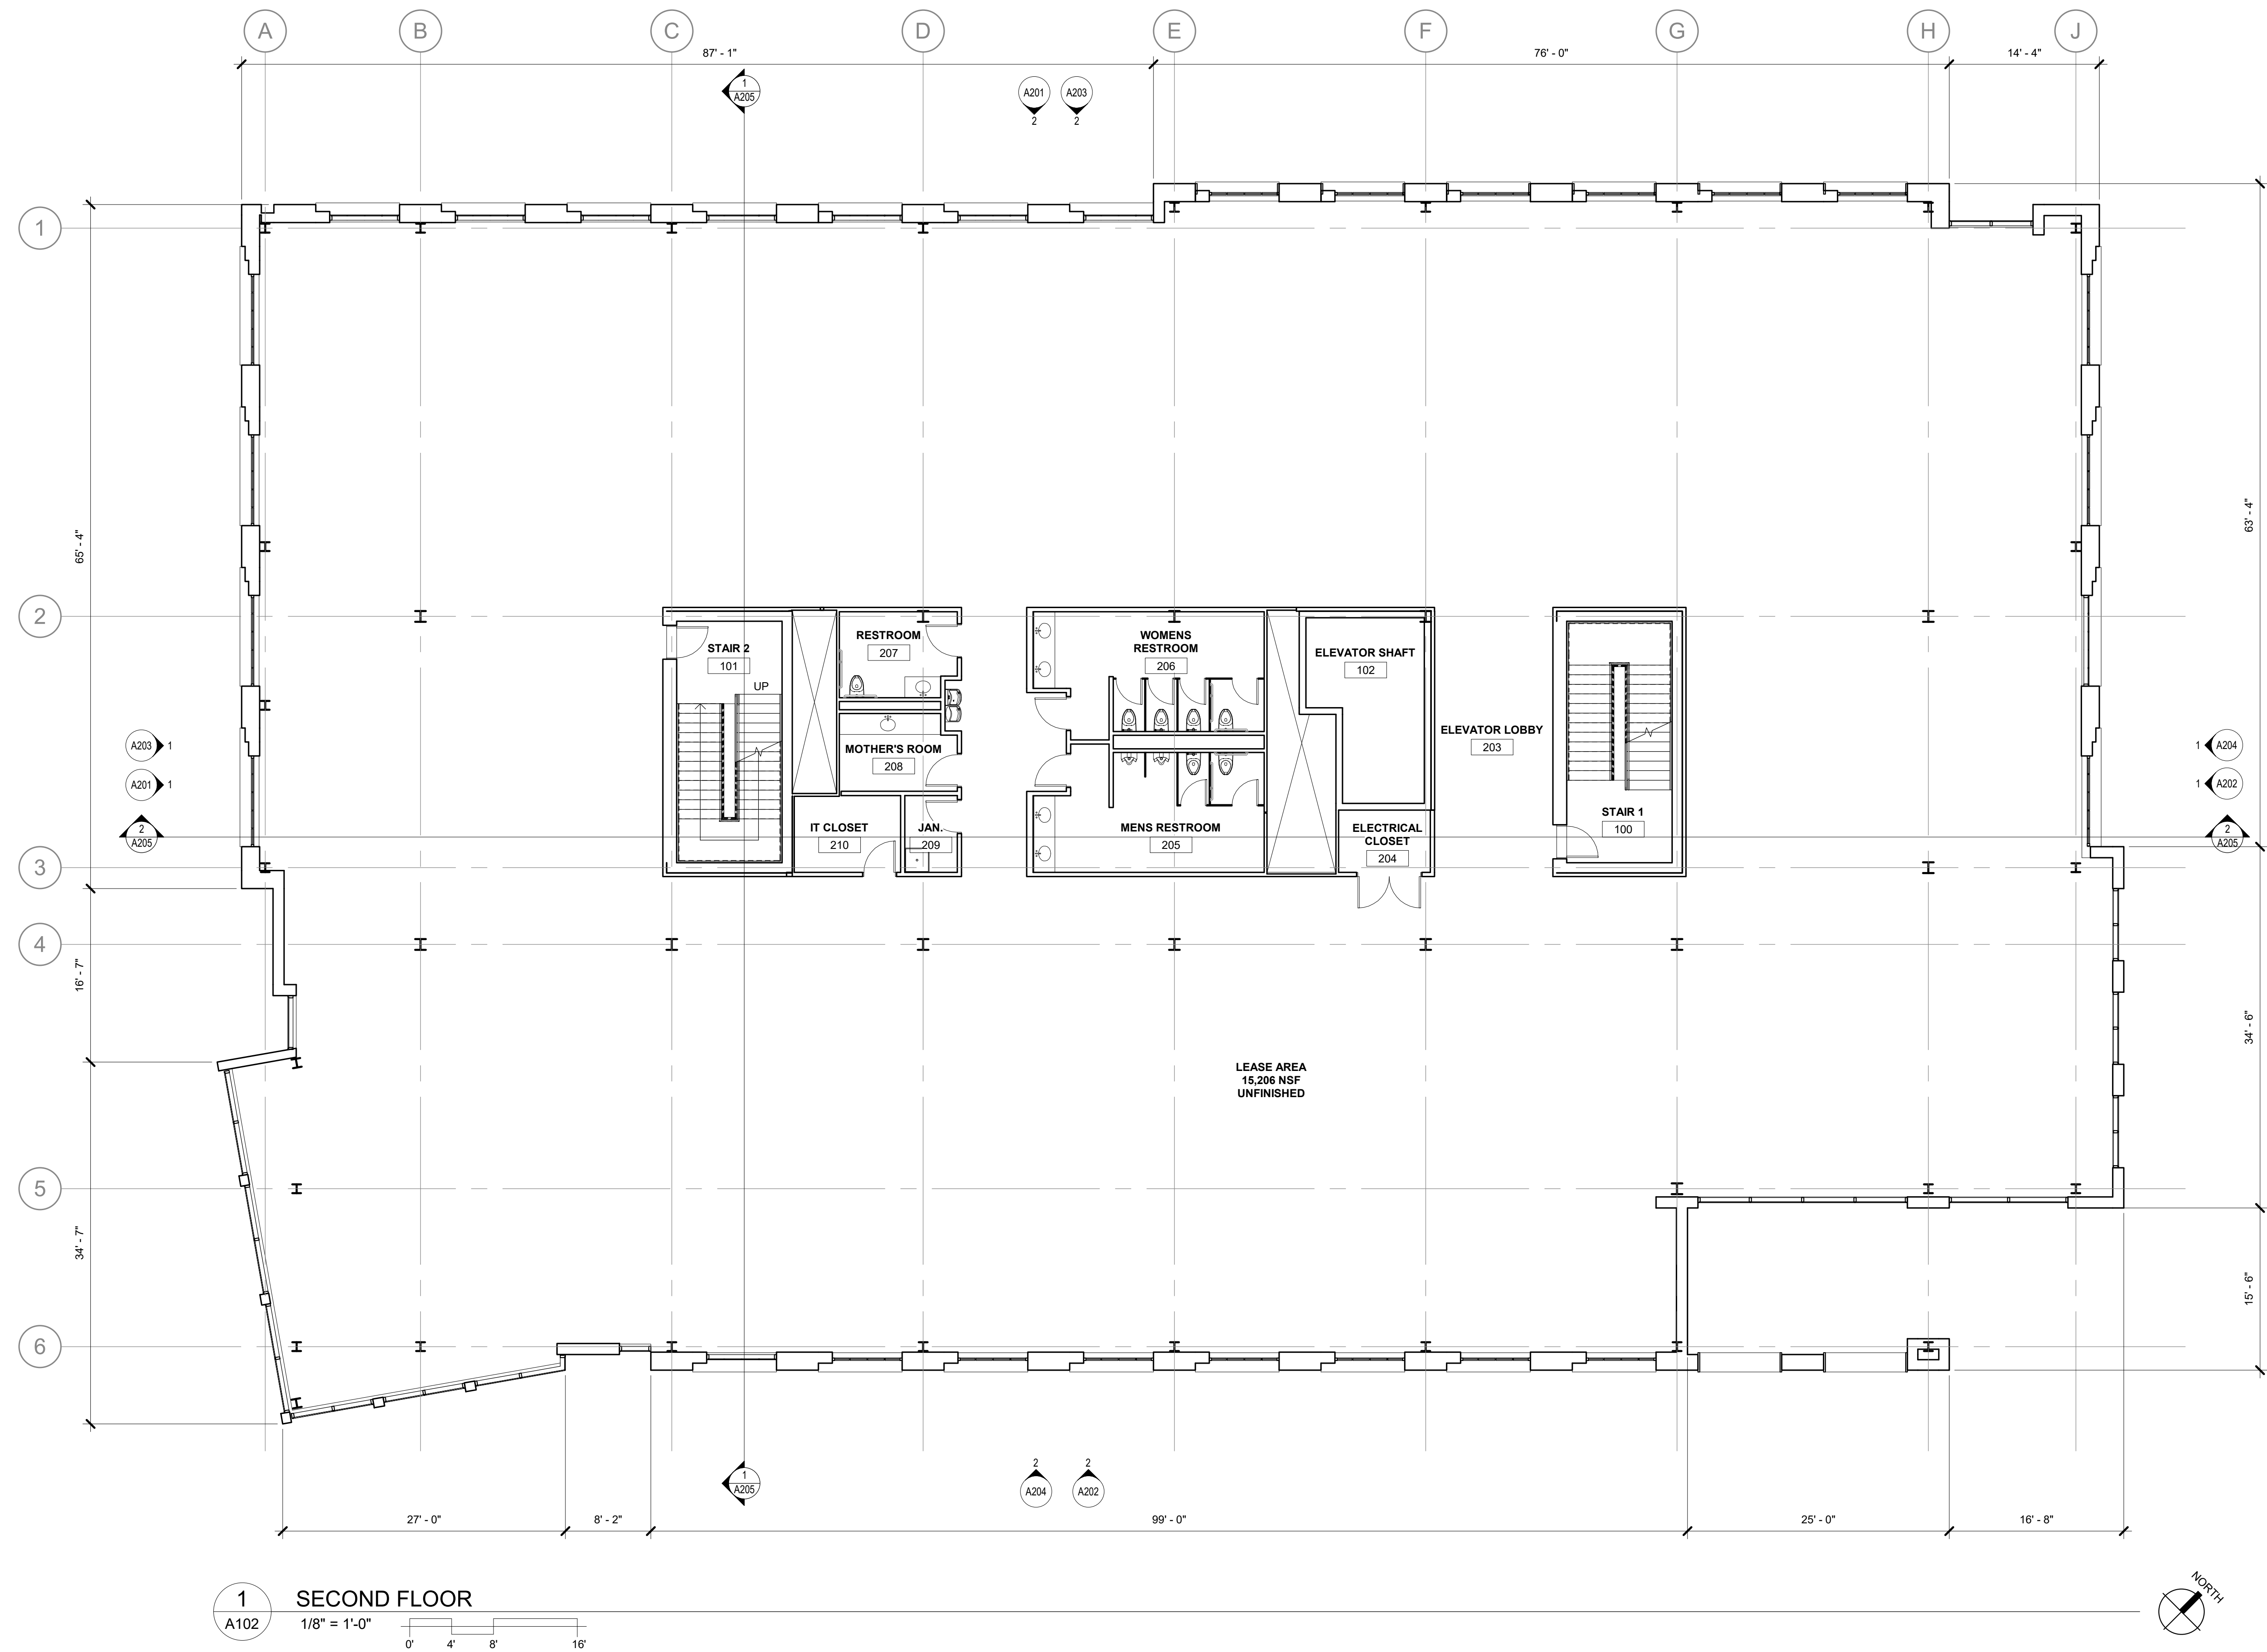 A B C D E F G H J
87' - 1" 76' - 0" 14' - 4"
1
A205
A201
2
A203
2
1
65' - 4"
63' - 4"
2
STAIR 2
101
UP
RESTROOM
207
WOMENS
RESTROOM
206
ELEVATOR SHAFT
102
ELEVATOR LOBBY
203
MOTHER'S ROOM
208
A203 1
A201 1
2
A205
1 A204
1 A202
2
A205
IT CLOSET
210
JAN.
209
MENS RESTROOM
205
ELECTRICAL
CLOSET
204
STAIR 1
100
3
4
16' - 7"
34' - 6"
LEASE AREA
15,206 NSF
UNFINISHED
5
34' - 7"
15' - 6"
6
1
A205
2
A204
2
A202
27' - 0" 8' - 2" 99' - 0" 25' - 0" 16' - 8"
1
A102
SECOND FLOOR
1/8" = 1'-0"
0' 4' 8' 16'
NORTH